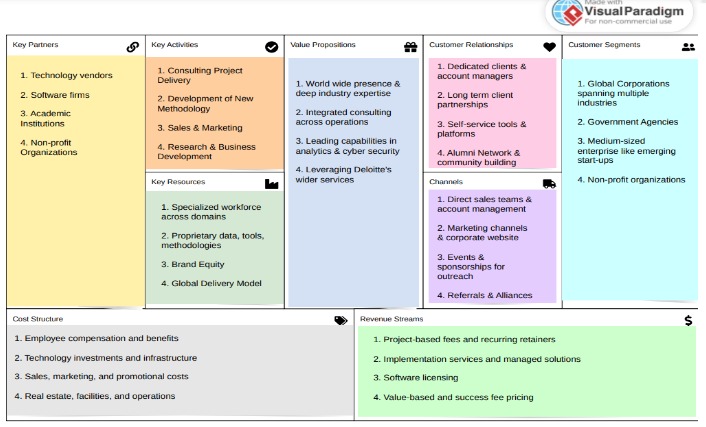 Made with
Visual Paradigm
For non-commercial use
Key Partners
1. Technology vendors
2. Software firms
3. Academic
Institutions
4. Non-profit
Organizations
Key Activities
1. Consulting Project
Delivery
2. Development of New
Methodology
3. Sales & Marketing
4. Research & Business
Development
Key Resources
1. Specialized workforce
across domains
2. Proprietary data, tools,
methodologies
3. Brand Equity
4. Global Delivery Model
Value Propositions
1. World wide presence &
deep industry expertise
2. Integrated consulting
across operations
3. Leading capabilities in
analytics & cyber security
4. Leveraging Deloitte's
wider services
Customer Relationships
1. Dedicated clients &
account managers
2. Long term client
partnerships
3. Self-service tools &
platforms
4. Alumni Network &
community building
Channels
1. Direct sales teams &
account management
2. Marketing channels
& corporate website
3. Events &
sponsorships for
outreach
4. Referrals & Alliances
Customer Segments
1. Global Corporations
spanning multiple
industries
2. Government Agencies
3. Medium-sized
enterprise like emerging
start-ups
4. Non-profit organizations
Cost Structure
1. Employee compensation and benefits
2. Technology investments and infrastructure
3. Sales, marketing, and promotional costs
4. Real estate, facilities, and operations
Revenue Streams
$
1. Project-based fees and recurring retainers
2. Implementation services and managed solutions
3. Software licensing
4. Value-based and success fee pricing